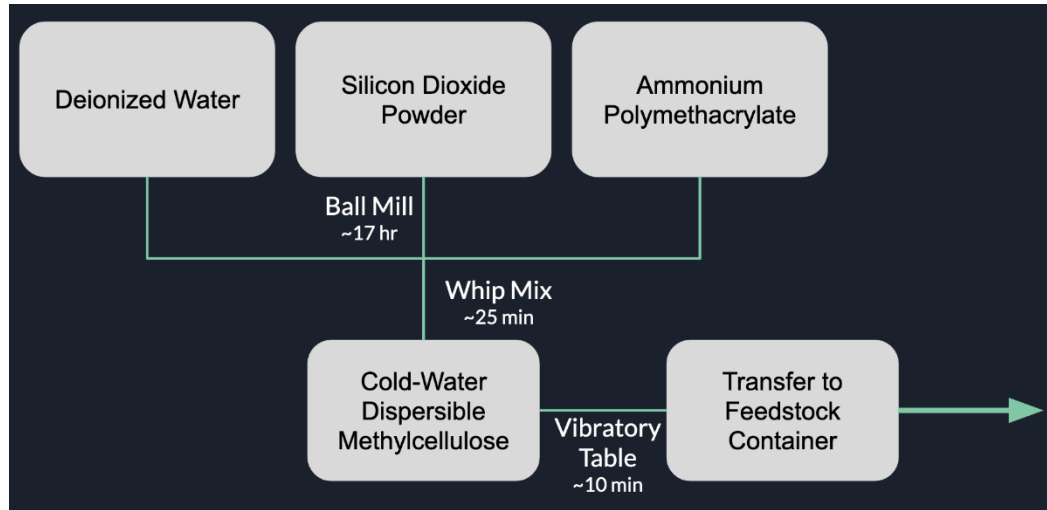 Deionized Water
Silicon Dioxide
Powder
Ammonium
Polymethacrylate
Ball Mill
~17 hr
Whip Mix
~25 min
Cold-Water
Dispersible
Methylcellulose
Vibratory
Table
~10 min
Transfer to
Feedstock
Container